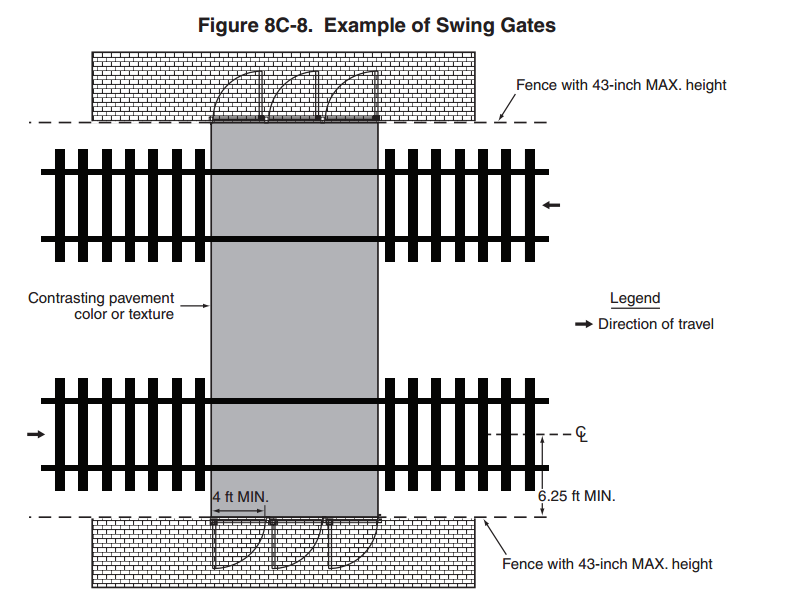 Figure 8C-8.  Example of Swing Gates
Fence with 43-inch MAX. height
Contrasting pavement
color or texture
Legend
Direction of travel
℄
4 ft MIN.
6.25 ft MIN.
Fence with 43-inch MAX. height